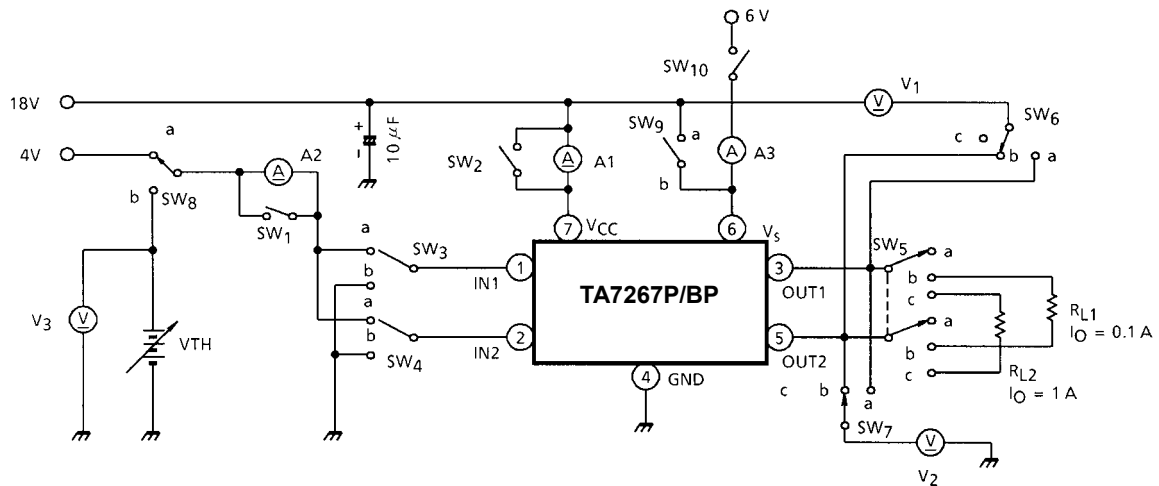 6 V
SW10
18V
V
V1
SW6
a
c
b
a
4V
A2
A
+
-
10 μF
SW2
A
A1
SW9
a
A
A3
b
b
SW8
SW1
7
VCC
6
VS
a
SW3
b
1
IN1
TA7267P/BP
3
OUT1
SW5
a
b
c
RL1
IO = 0.1 A
V3
V
VTH
a
b
SW4
2
IN2
5
OUT2
a
b
c
RL2
IO = 1 A
4
GND
c
b
a
SW7
V
V2